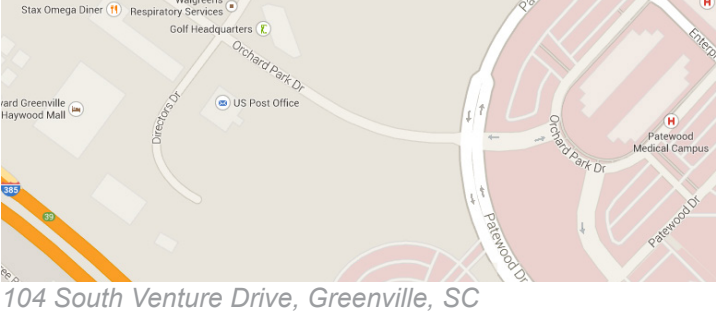 Walgreens
Stax Omega Diner
Respiratory Services
Golf Headquarters
Orchard Park Dr
US Post Office
Directors Dr
Haywood Mall
Greenville
385
39
Orchard Park Dr
Patewood
Medical Campus
H
H
Patewood Dr
Patewood Dr
104 South Venture Drive, Greenville, SC